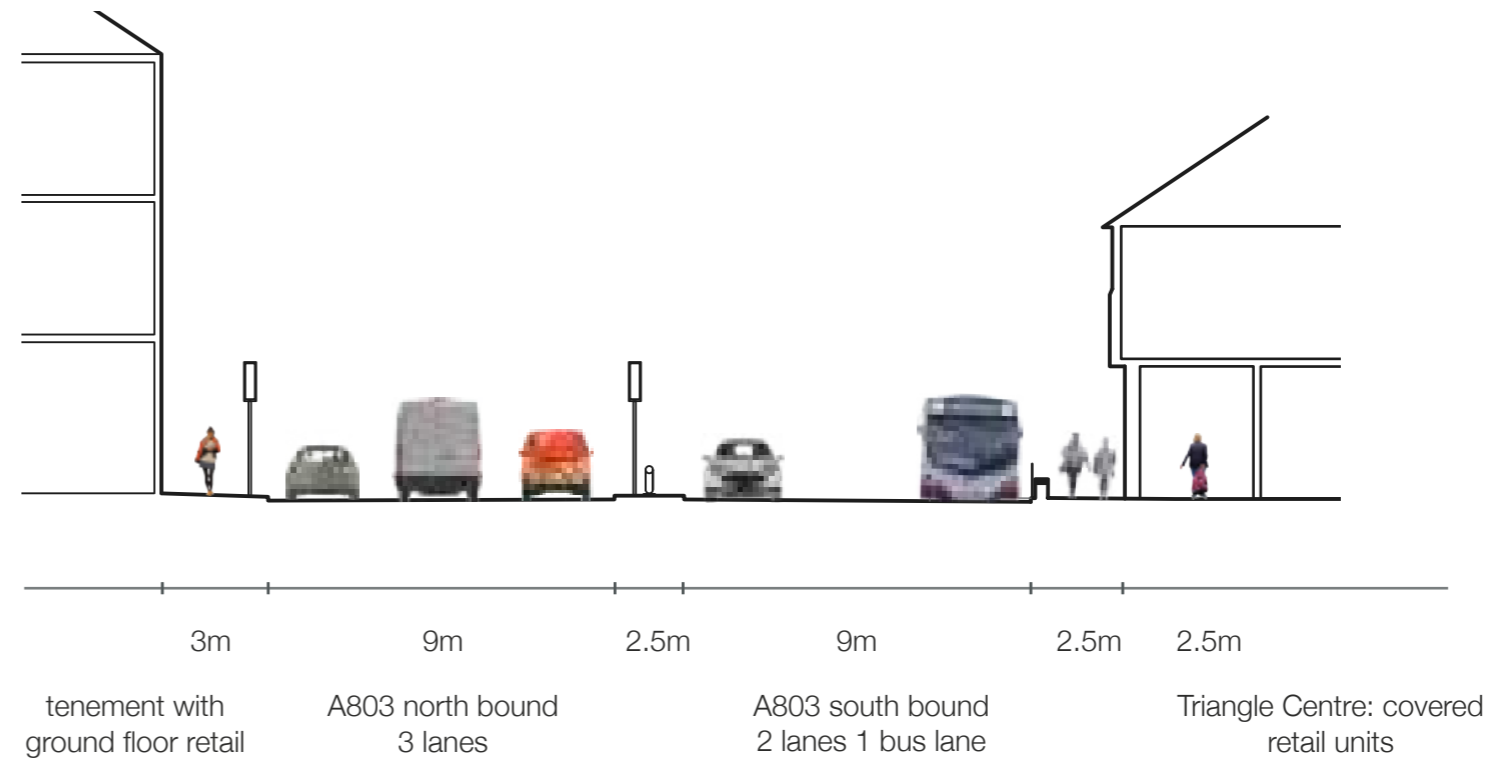 3m
9m
2.5m
9m
2.5m
2.5m
tenement with
ground floor retail
A803 north bound
3 lanes
A803 south bound
2 lanes 1 bus lane
Triangle Centre: covered
retail units